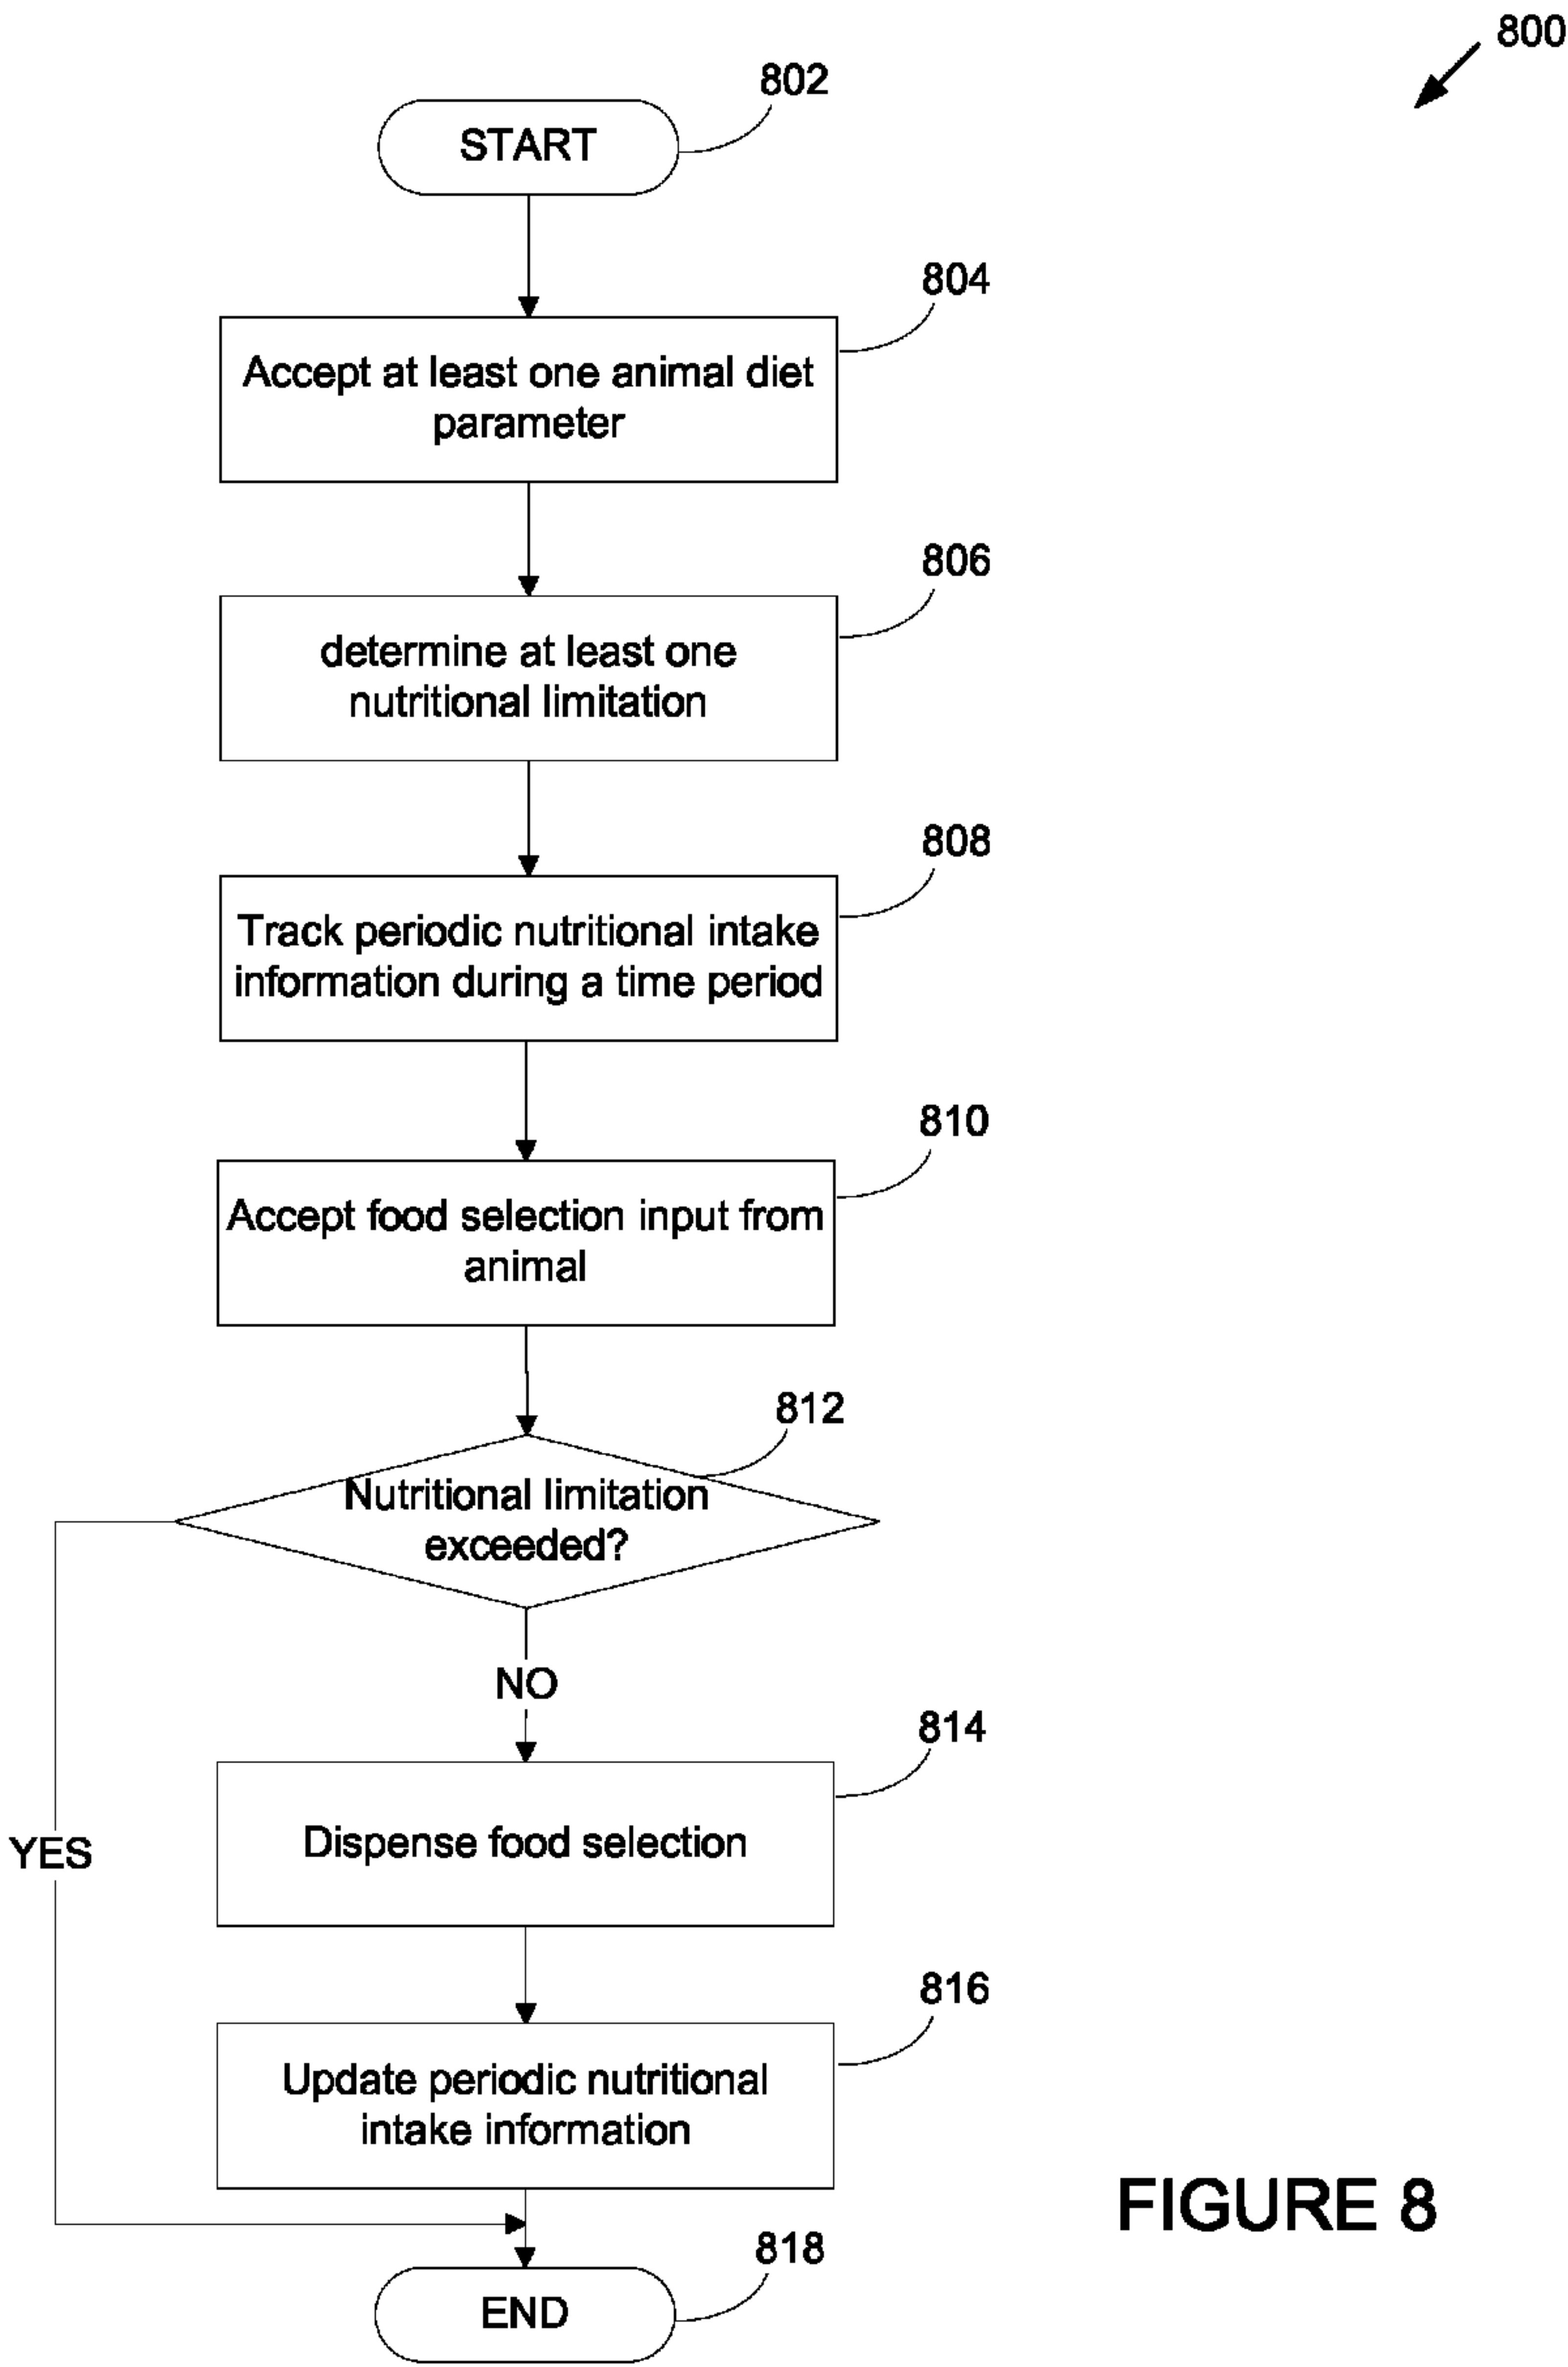 800
802
START
804
Accept at least one animal diet
parameter
806
determine at least one
nutritional limitation
808
Track periodic nutritional intake
information during a time period
810
Accept food selection input from
animal
812
Nutritional limitation
exceeded?
NO
814
Dispense food selection
YES
816
Update periodic nutritional
intake information
FIGURE 8
818
END